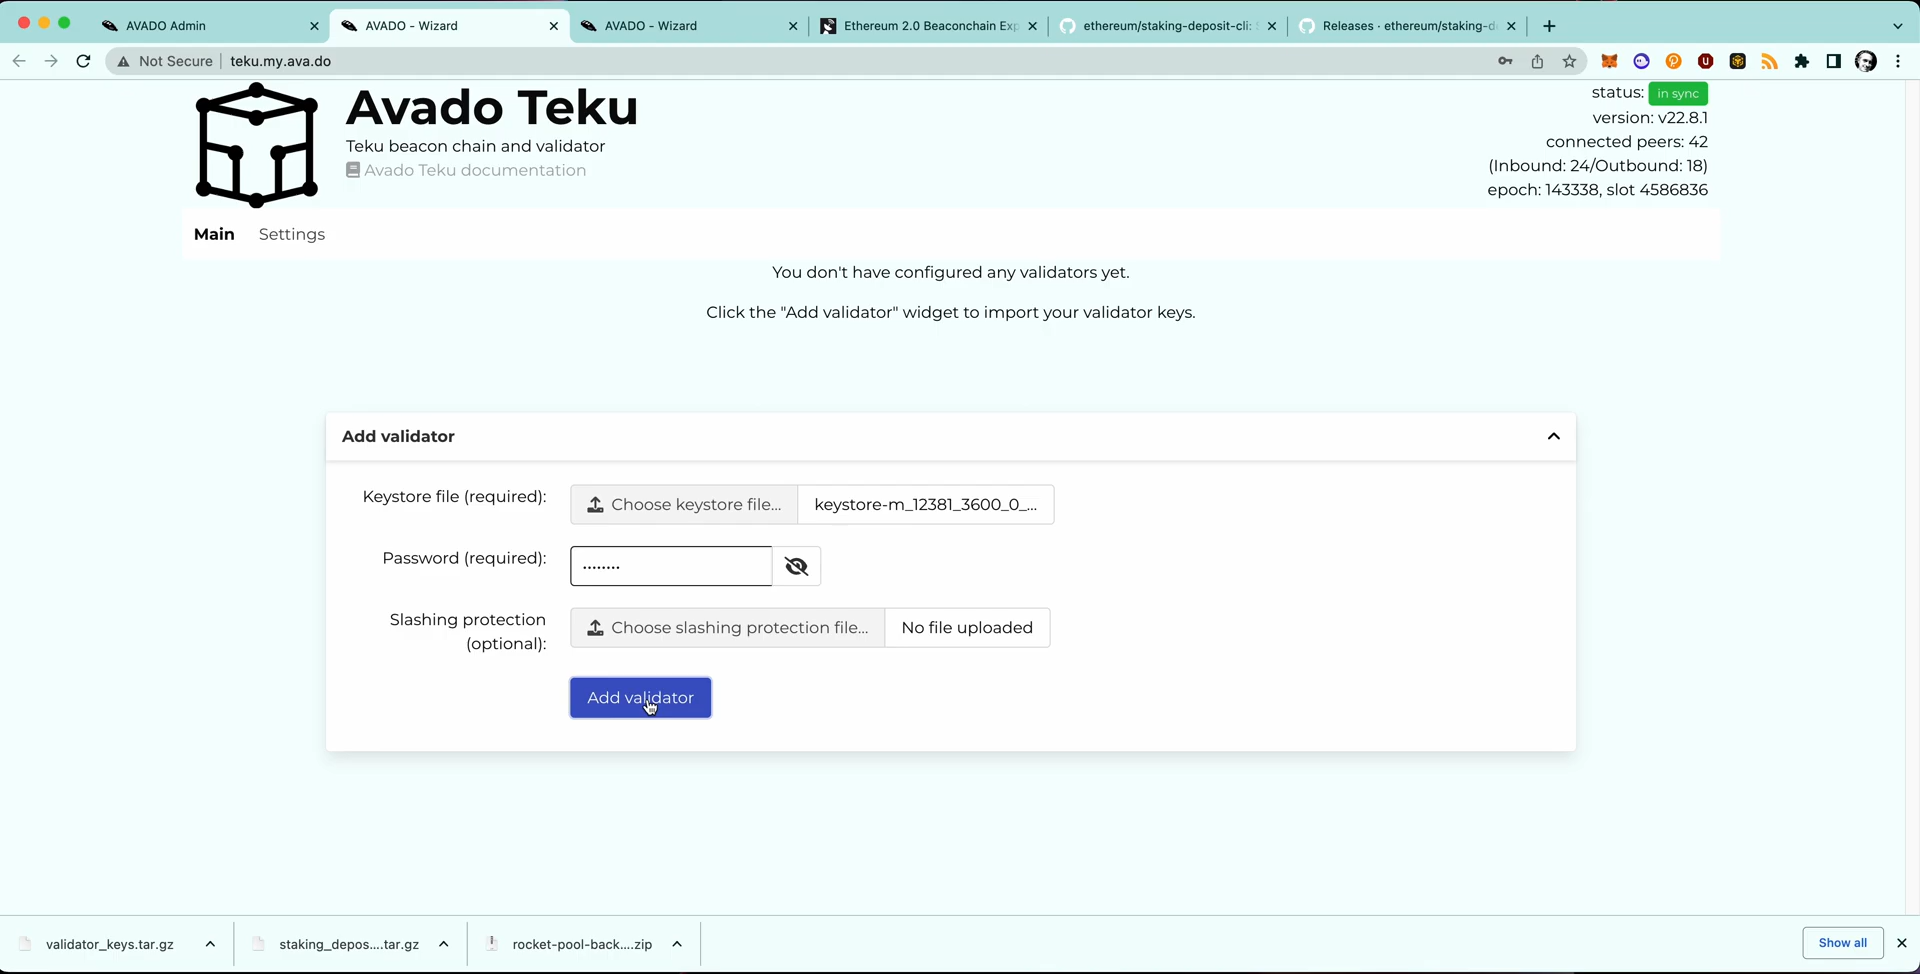 AVADO Admin
AVADO - Wizard
AVADO - Wizard
Ethereum 2.0 Beaconchain Exp
ethereum/staking-deposit-cli: S
Releases · ethereum/staking-d
Not Secure
teku.my.ava.do
Avado Teku
Teku beacon chain and validator
Avado Teku documentation
status: in sync
version: v22.8.1
connected peers: 42
(Inbound: 24/Outbound: 18)
epoch: 143338, slot 4586836
Main
Settings
You don't have configured any validators yet.
Click the "Add validator" widget to import your validator keys.
Add validator
Keystore file (required):
Choose keystore file...
keystore-m_12381_3600_0_...
Password (required):
........
Slashing protection
(optional):
Choose slashing protection file...
No file uploaded
Add validator
validator_keys.tar.gz
staking_depos....tar.gz
rocket-pool-back....zip
Show all